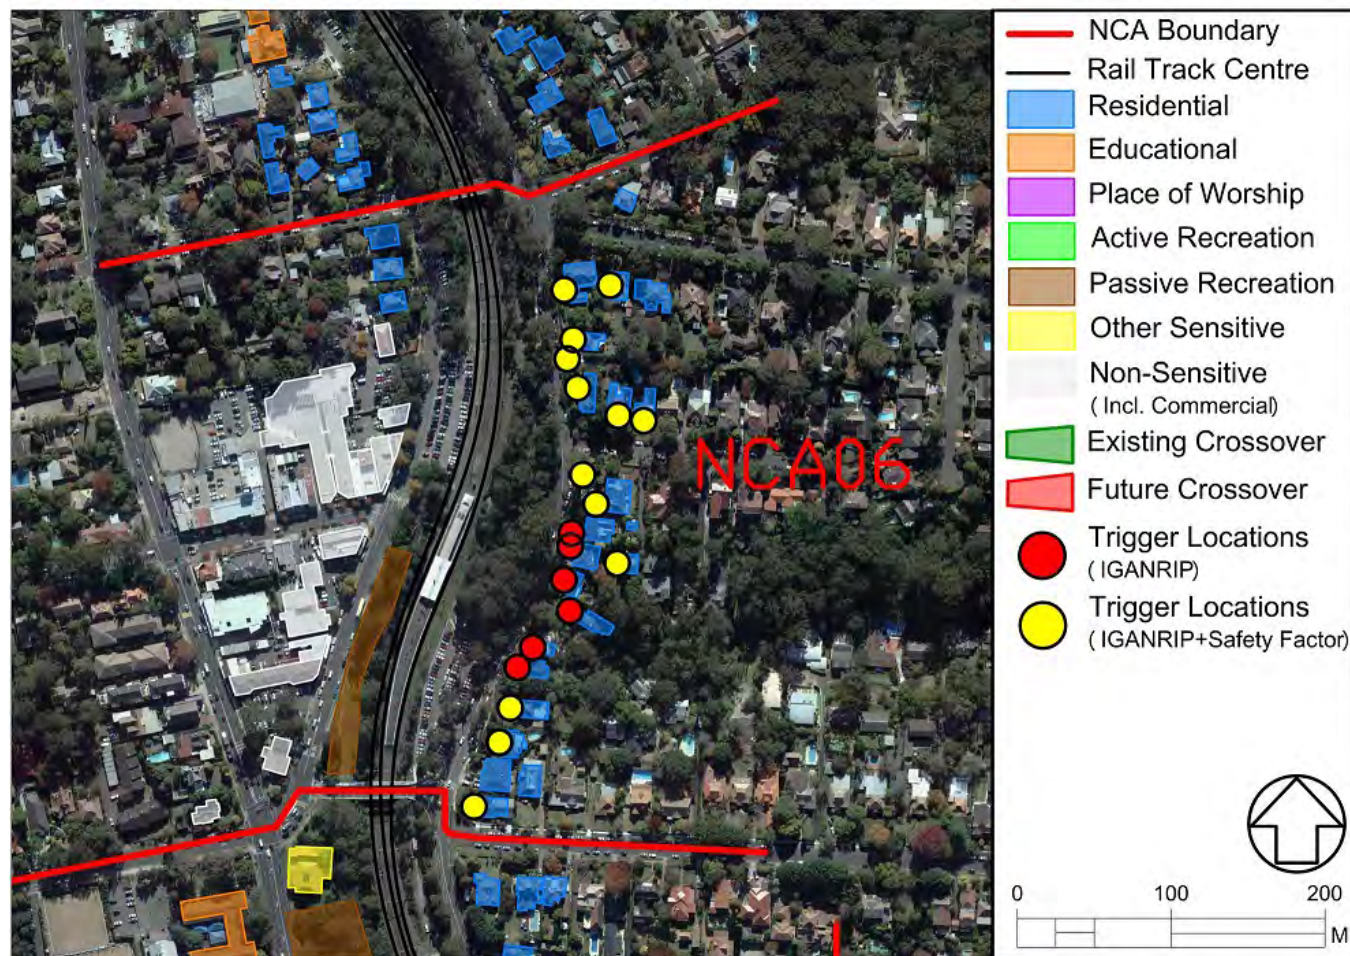 NCA06
NCA Boundary
Rail Track Centre
Residential
Educational
Place of Worship
Active Recreation
Passive Recreation
Other Sensitive
Non-Sensitive
( Incl. Commercial)
Existing Crossover
Future Crossover
Trigger Locations
( IGANRIP)
Trigger Locations
( IGANRIP+Safety Factor)
0 100 200
M